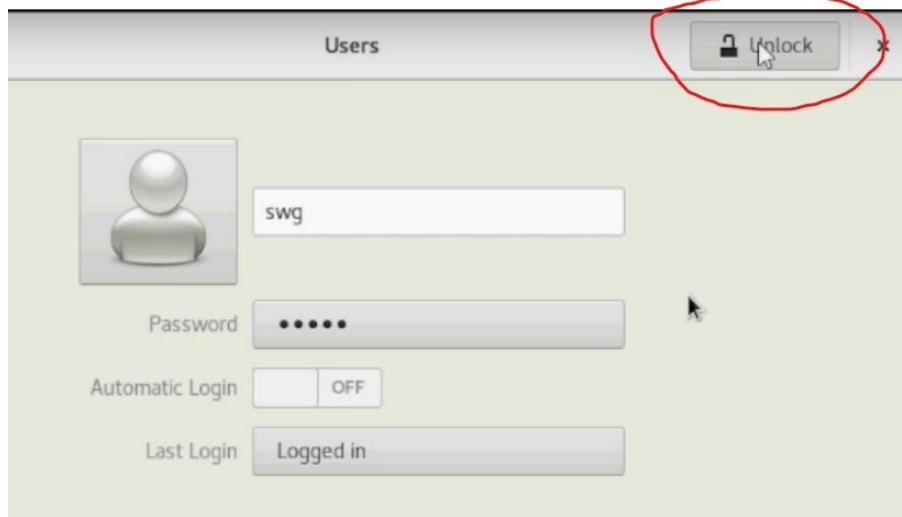 Users
Unlock
×
swg
Password
•••••
Automatic Login
OFF
Last Login
Logged in